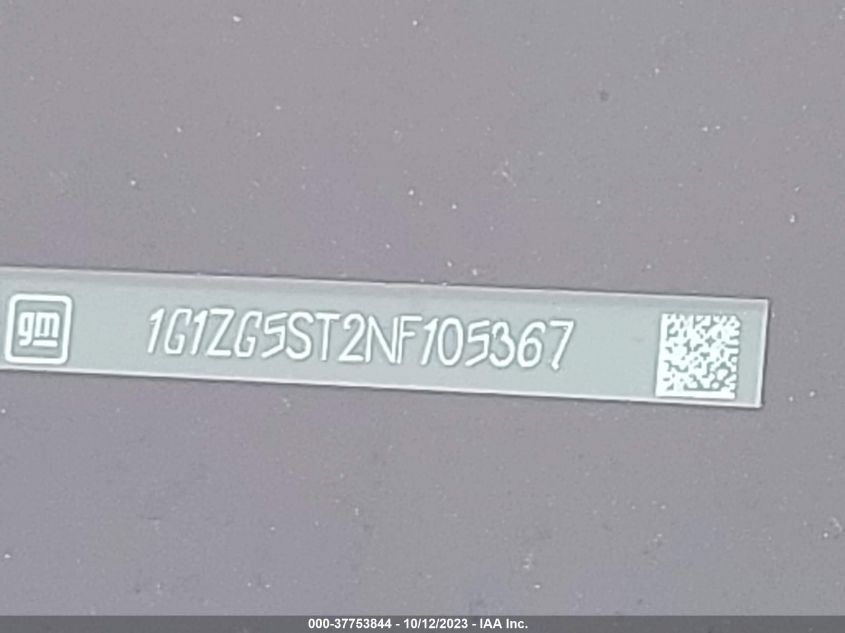 gm 1G1ZG5ST2NF105367
000-37753844 - 10/12/2023 - IAA Inc.